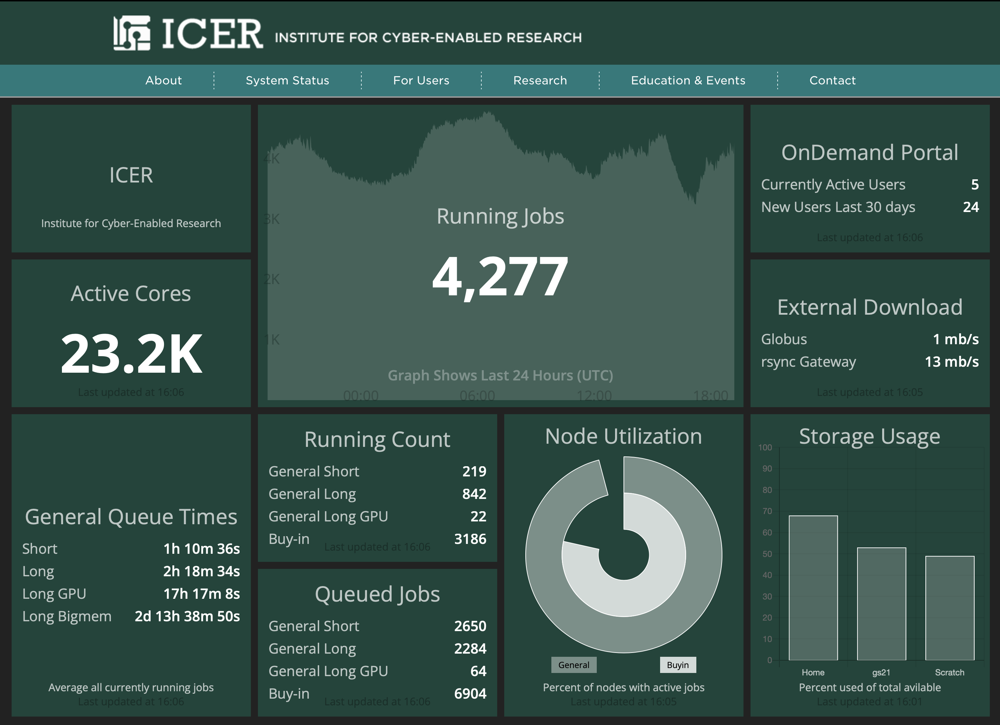 ICER INSTITUTE FOR CYBER-ENABLED RESEARCH
About
System Status
For Users
Research
Education & Events
Contact
ICER
Institute for Cyber-Enabled Research
Active Cores
23.2K
Last updated at 16:06
4K
3K
2K
1K
Running Jobs
4,277
Graph Shows Last 24 Hours (UTC)
00:00 06:00 12:00 18:00
OnDemand Portal
Currently Active Users 5
New Users Last 30 days 24
Last updated at 16:06
External Download
Globus 1 mb/s
rsync Gateway 13 mb/s
Last updated at 16:05
General Queue Times
Short 1h 10m 36s
Long 2h 18m 34s
Long GPU 17h 17m 8s
Long Bigmem 2d 13h 38m 50s
Average all currently running jobs
Last updated at 16:06
Running Count
General Short 219
General Long 842
General Long GPU 22
Buy-in 3186
Last updated at 16:06
Queued Jobs
General Short 2650
General Long 2284
General Long GPU 64
Buy-in 6904
Last updated at 16:06
Node Utilization
General
Buyin
Percent of nodes with active jobs
Last updated at 16:05
Storage Usage
100
90
80
70
60
50
40
30
20
10
0
Home gs21 Scratch
Percent used of total avilable
Last updated at 16:01